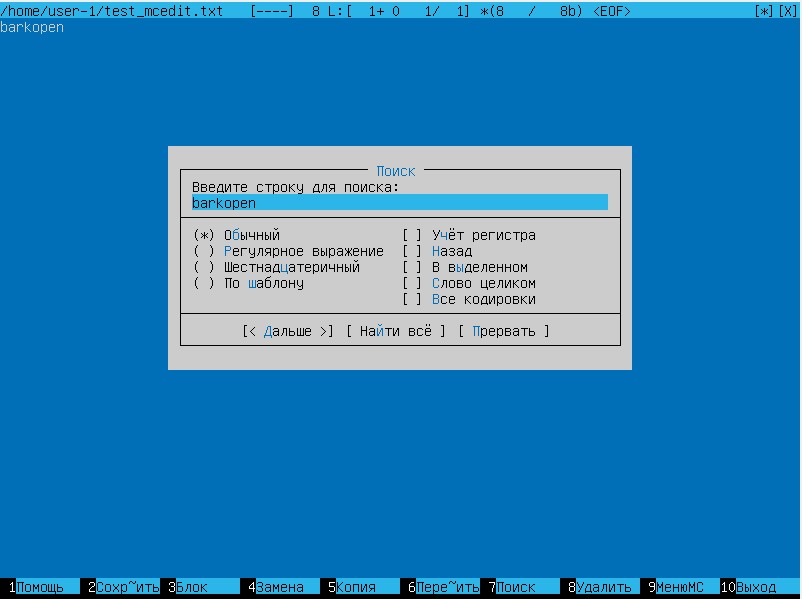 /home/user-1/test_mcedit.txt [----] 8 L:[ 1+ 0 1/ 1] *(8 / 8b) <EOF> [*][X]
barkopen
Поиск
Введите строку для поиска:
barkopen
(*) Обычный [ ] Учёт регистра
( ) Регулярное выражение [ ] Назад
( ) Шестнадцатеричный [ ] В выделенном
( ) По шаблону [ ] Слово целиком
[ ] Все кодировки
[< Дальше >] [ Найти всё ] [ Прервать ]
1Помощь 2Сохр~ить 3Блок 4Замена 5Копия 6Пере~ить 7Поиск 8Удалить 9МенюMC 10Выход